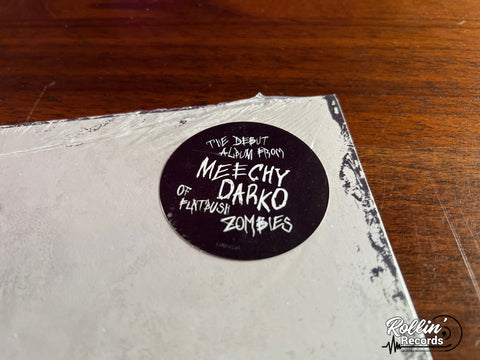 THE DEBUT
ALBUM FROM
MEECHY
DARKO
OF
FLATBUSH
ZOMBIES
Rollin'
Records